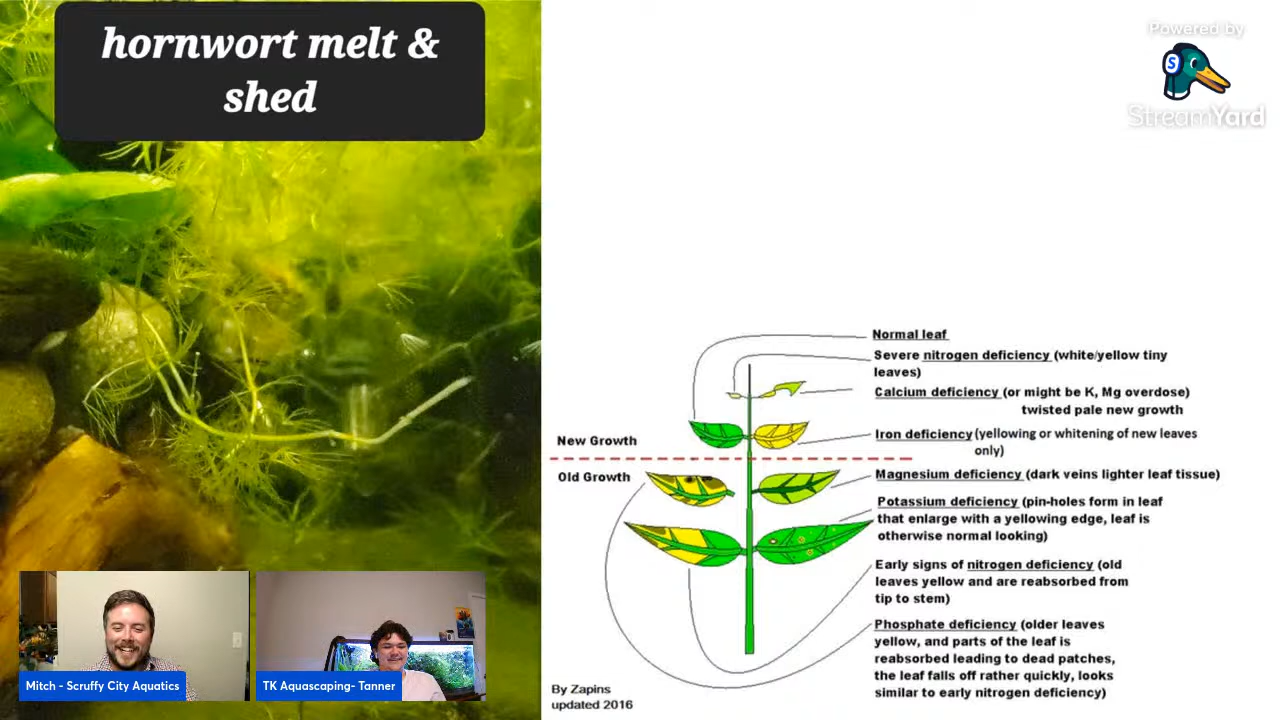 hornwort melt &
shed
Powered by
S
StreamYard
Normal leaf
Severe nitrogen deficiency (white/yellow tiny
leaves)
Calcium deficiency (or might be K, Mg overdose)
twisted pale new growth
New Growth
Iron deficiency (yellowing or whitening of new leaves
only)
Old Growth
Magnesium deficiency (dark veins lighter leaf tissue)
Potassium deficiency (pin-holes form in leaf
that enlarge with a yellowing edge, leaf is
otherwise normal looking)
Early signs of nitrogen deficiency (old
leaves yellow and are reabsorbed from
tip to stem)
Phosphate deficiency (older leaves
yellow, and parts of the leaf is
reabsorbed leading to dead patches,
the leaf falls off rather quickly, looks
similar to early nitrogen deficiency)
By Zapins
updated 2016
Mitch - Scruffy City Aquatics
TK Aquascaping- Tanner